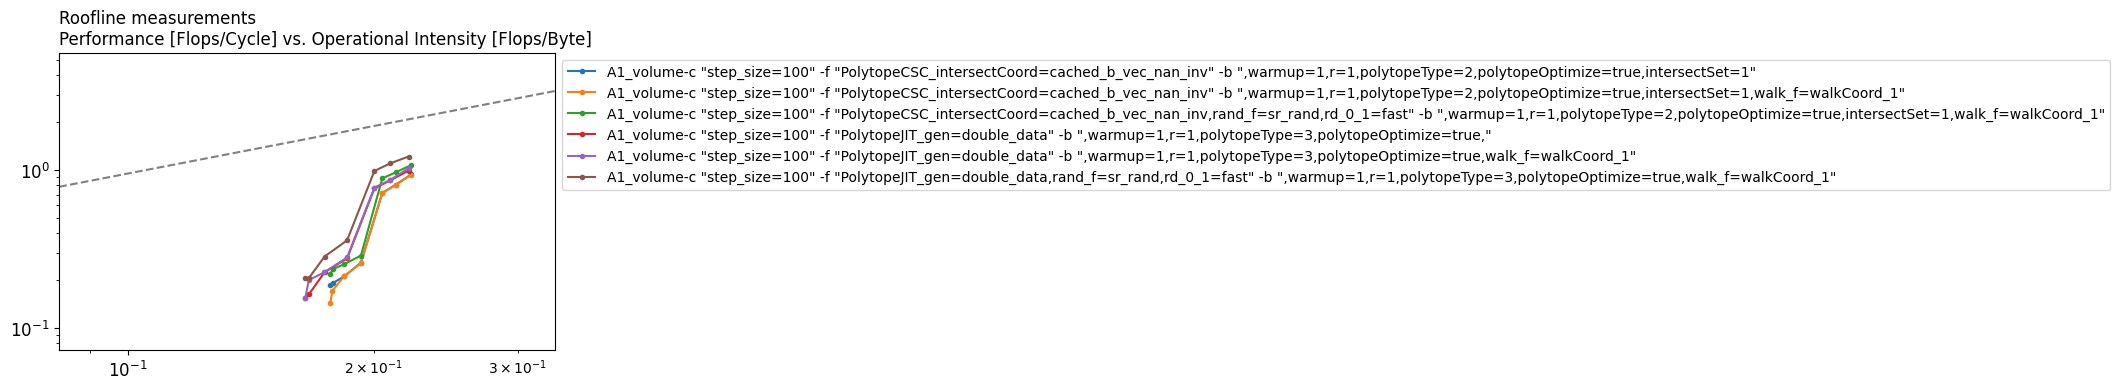 Roofline measurements
Performance [Flops/Cycle] vs. Operational Intensity [Flops/Byte]
A1_volume-c "step_size=100" -f "PolytopeCSC_intersectCoord=cached_b_vec_nan_inv" -b ",warmup=1,r=1,polytopeType=2,polytopeOptimize=true,intersectSet=1"
A1_volume-c "step_size=100" -f "PolytopeCSC_intersectCoord=cached_b_vec_nan_inv" -b ",warmup=1,r=1,polytopeType=2,polytopeOptimize=true,intersectSet=1,walk_f=walkCoord_1"
A1_volume-c "step_size=100" -f "PolytopeCSC_intersectCoord=cached_b_vec_nan_inv,rand_f=sr_rand,rd_0_1=fast" -b ",warmup=1,r=1,polytopeType=2,polytopeOptimize=true,intersectSet=1,walk_f=walkCoord_1"
A1_volume-c "step_size=100" -f "PolytopeJIT_gen=double_data" -b ",warmup=1,r=1,polytopeType=3,polytopeOptimize=true,"
A1_volume-c "step_size=100" -f "PolytopeJIT_gen=double_data" -b ",warmup=1,r=1,polytopeType=3,polytopeOptimize=true,walk_f=walkCoord_1"
A1_volume-c "step_size=100" -f "PolytopeJIT_gen=double_data,rand_f=sr_rand,rd_0_1=fast" -b ",warmup=1,r=1,polytopeType=3,polytopeOptimize=true,walk_f=walkCoord_1"
10⁰
10⁻¹
10⁻¹
2 × 10⁻¹
3 × 10⁻¹